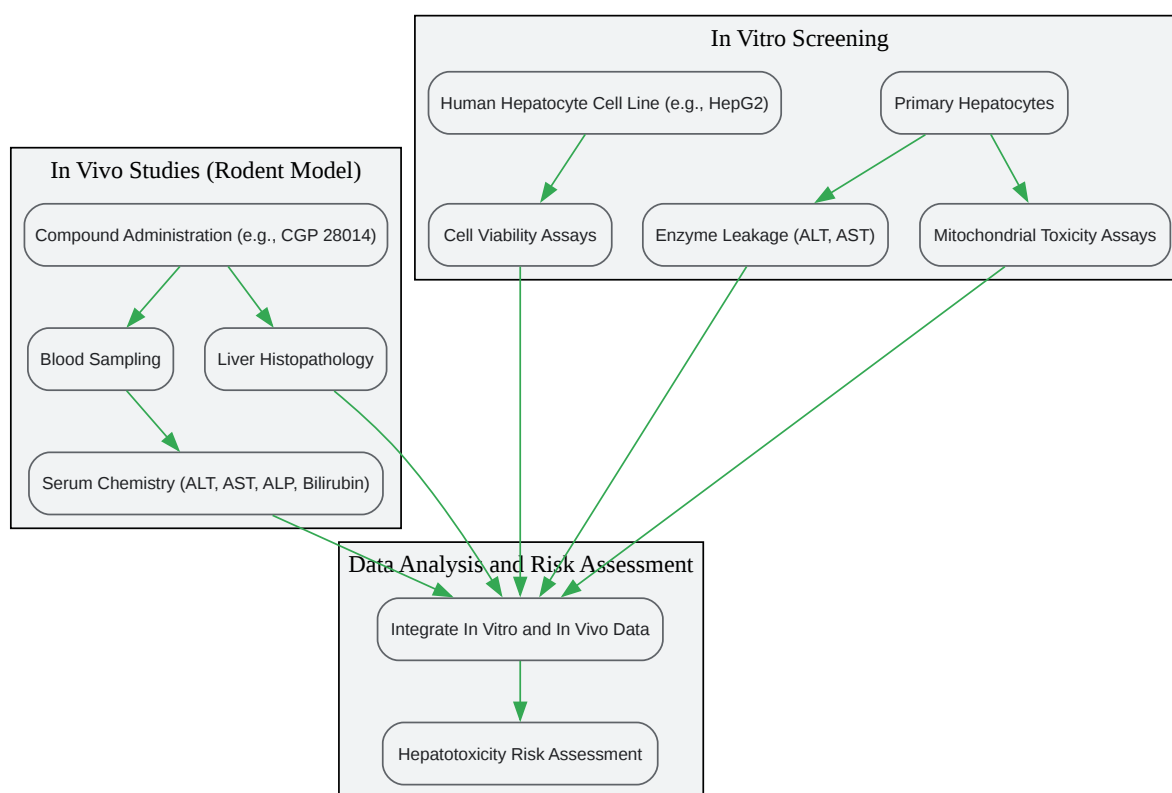 In Vitro Screening
Human Hepatocyte Cell Line (e.g., HepG2)
Primary Hepatocytes
Cell Viability Assays
Enzyme Leakage (ALT, AST)
Mitochondrial Toxicity Assays
In Vivo Studies (Rodent Model)
Compound Administration (e.g., CGP 28014)
Blood Sampling
Liver Histopathology
Serum Chemistry (ALT, AST, ALP, Bilirubin)
Data Analysis and Risk Assessment
Integrate In Vitro and In Vivo Data
Hepatotoxicity Risk Assessment